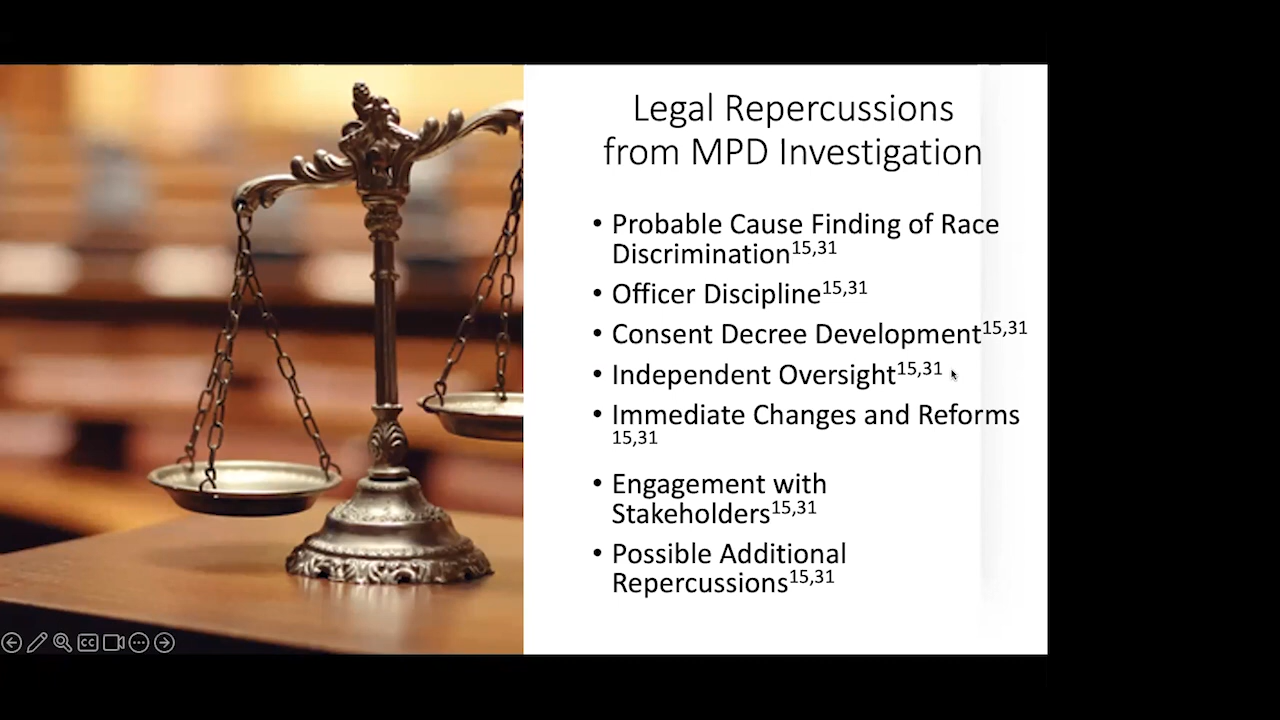 Legal Repercussions
from MPD Investigation
• Probable Cause Finding of Race
Discrimination15,31
• Officer Discipline15,31
• Consent Decree Development15,31
• Independent Oversight15,31
• Immediate Changes and Reforms
15,31
• Engagement with
Stakeholders15,31
• Possible Additional
Repercussions15,31
CC